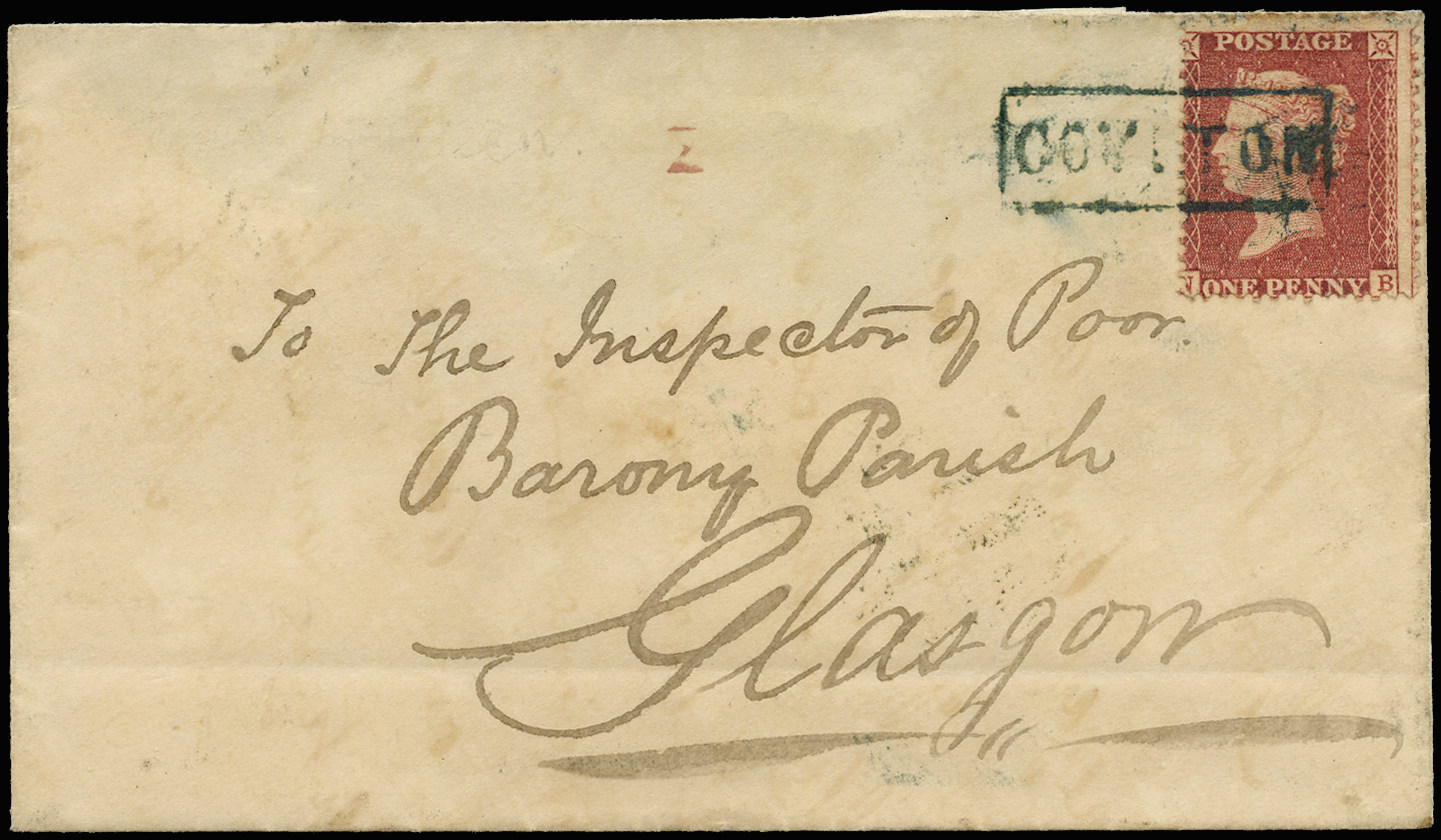 POSTAGE
ONE PENNY B
To The Inspector of Poor.
Barony Parish
Glasgow